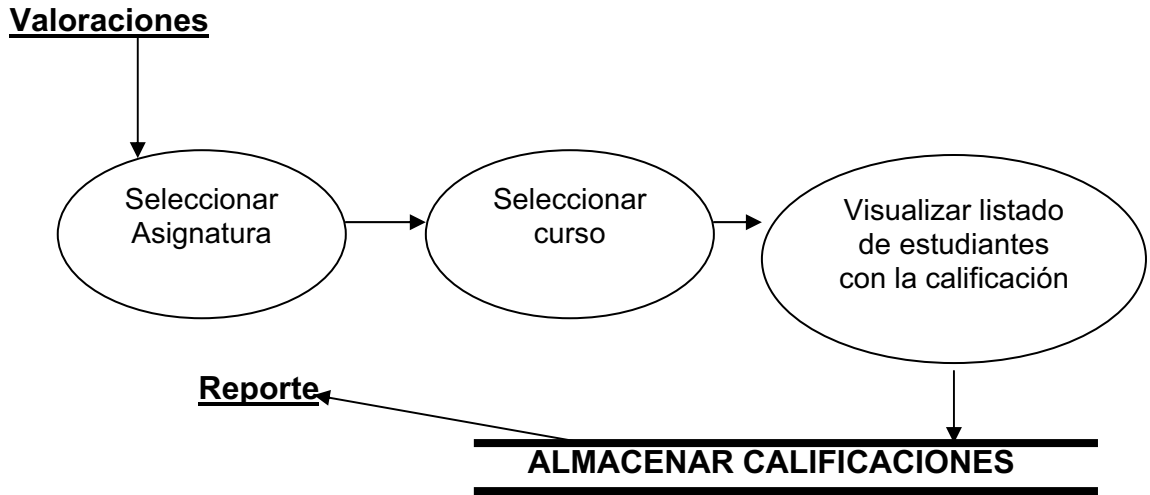 Valoraciones
Seleccionar
Asignatura
Seleccionar
curso
Visualizar listado
de estudiantes
con la calificación
Reporte
ALMACENAR CALIFICACIONES